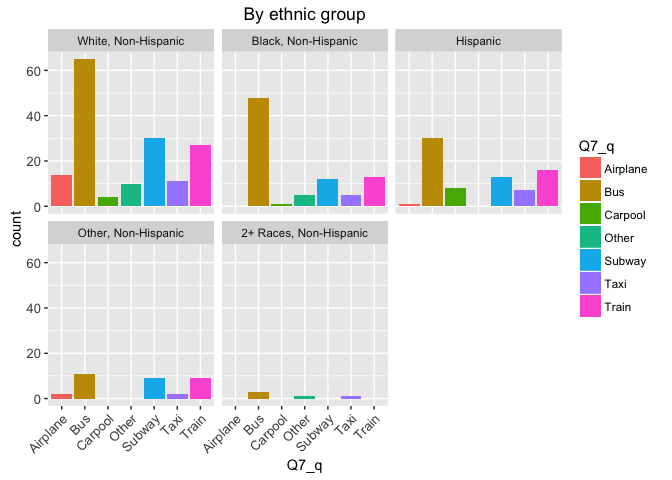 By ethnic group
White, Non-Hispanic
Black, Non-Hispanic
Hispanic
60
40
20
0
Other, Non-Hispanic
2+ Races, Non-Hispanic
60
40
20
0
count
Airplane
Bus
Carpool
Other
Subway
Taxi
Train
Airplane
Bus
Carpool
Other
Subway
Taxi
Train
Q7_q
Q7_q
Airplane
Bus
Carpool
Other
Subway
Taxi
Train